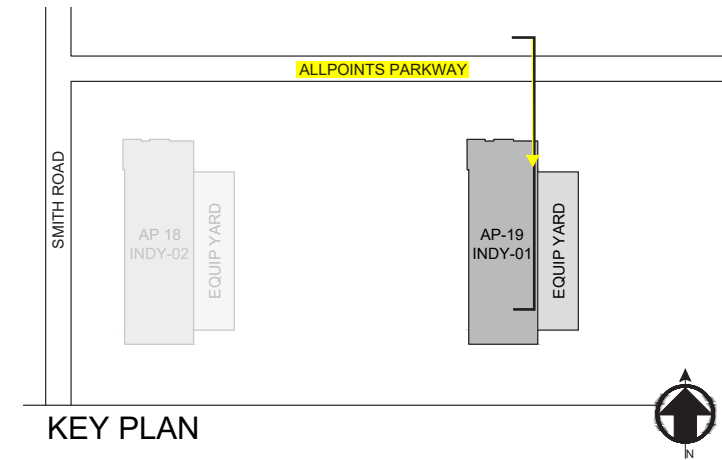 ALLPOINTS PARKWAY
SMITH ROAD
AP 18
INDY-02
EQUIP YARD
AP-19
INDY-01
EQUIP YARD
KEY PLAN
N